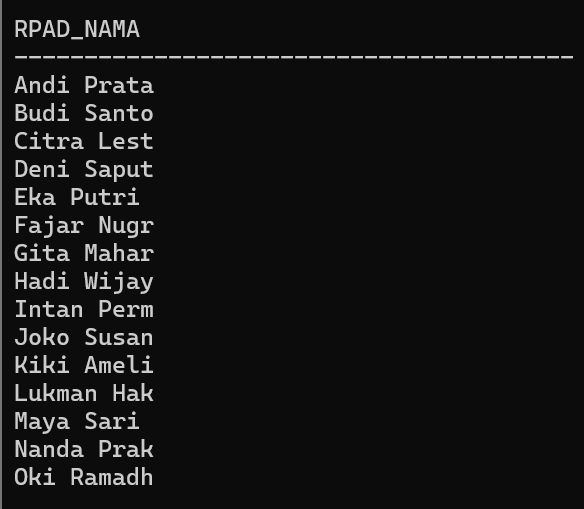 RPAD_NAMA
----------------------------------------
Andi Prata
Budi Santo
Citra Lest
Deni Saput
Eka Putri
Fajar Nugr
Gita Mahar
Hadi Wijay
Intan Perm
Joko Susan
Kiki Ameli
Lukman Hak
Maya Sari
Nanda Prak
Oki Ramadh